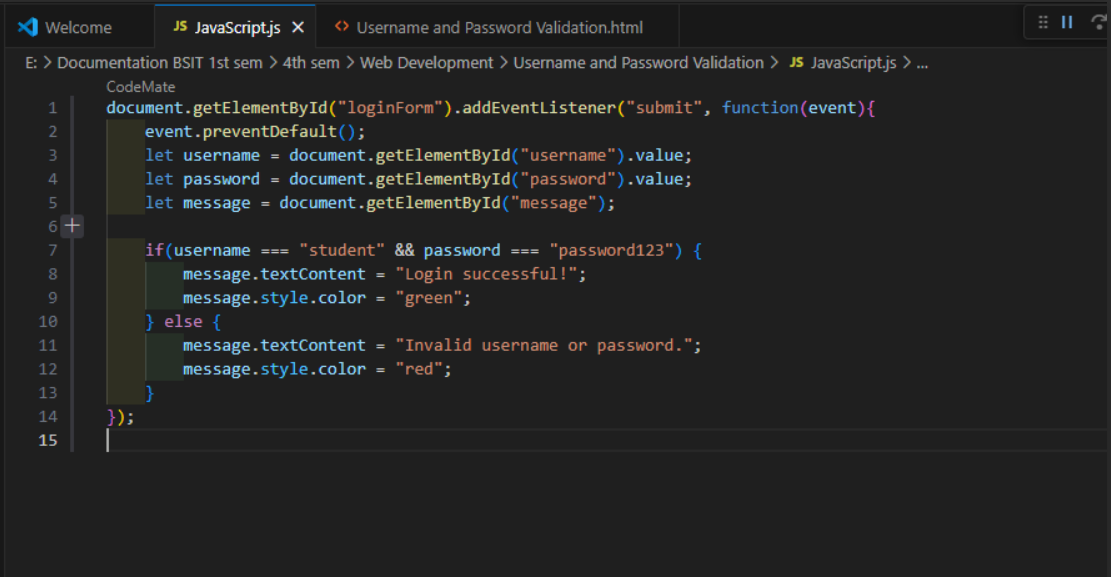 Welcome JS JavaScript.js Username and Password Validation.html
E: > Documentation BSIT 1st sem > 4th sem > Web Development > Username and Password Validation > JS JavaScript.js > ...
CodeMate
1 document.getElementById("loginForm").addEventListener("submit", function(event){
2     event.preventDefault();
3     let username = document.getElementById("username").value;
4     let password = document.getElementById("password").value;
5     let message = document.getElementById("message");
6
7     if(username === "student" && password === "password123") {
8         message.textContent = "Login successful!";
9         message.style.color = "green";
10     } else {
11         message.textContent = "Invalid username or password.";
12         message.style.color = "red";
13     }
14 });
15